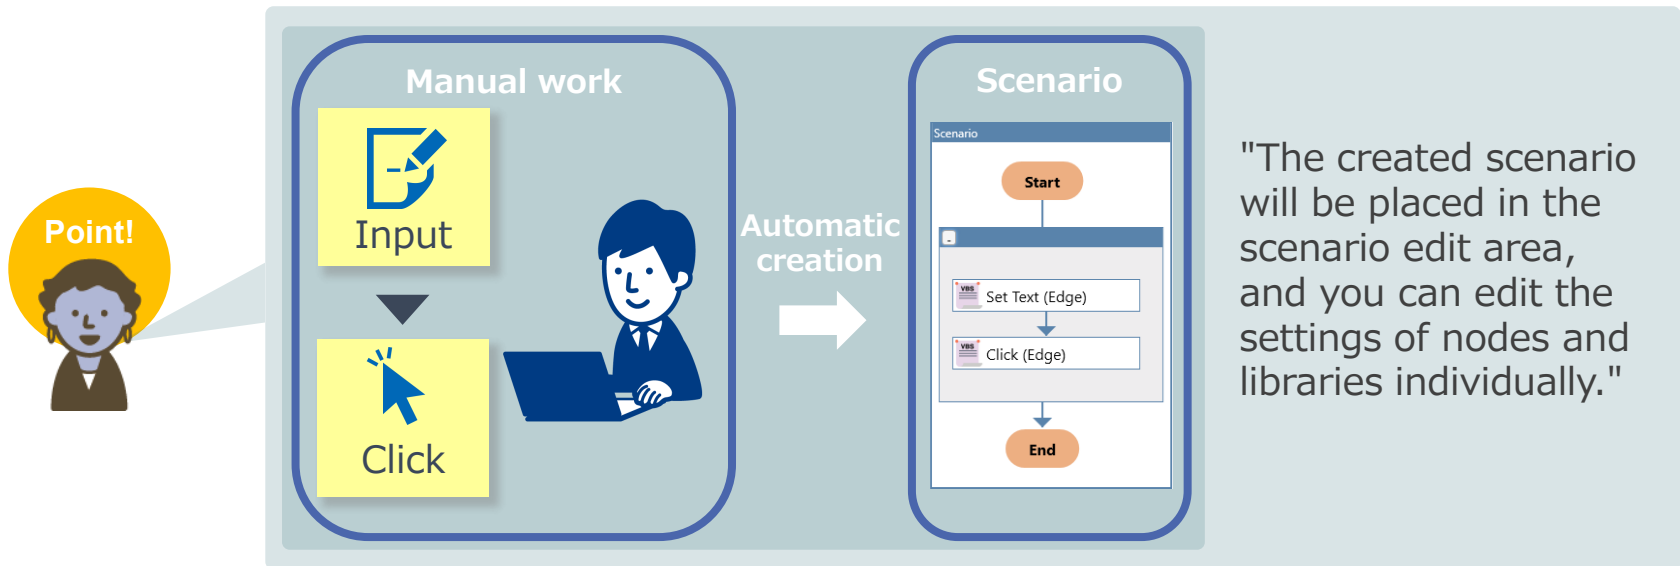 Point!
Manual work
Input
Click
Automatic
creation
Scenario
Scenario
Start
-
VBS
Set Text (Edge)
VBS
Click (Edge)
End
"The created scenario
will be placed in the
scenario edit area,
and you can edit the
settings of nodes and
libraries individually."